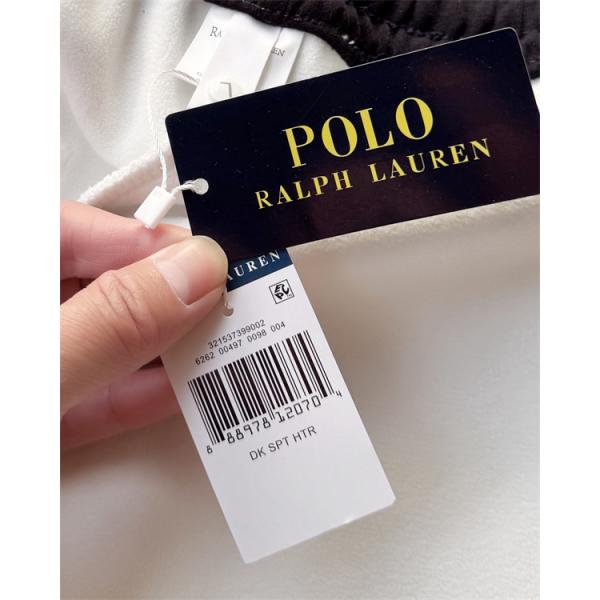 POLO
RALPH LAUREN
LAUREN
321537399002
6262 00497 0098 004
8 88978 12070 4
DK SPT HTR